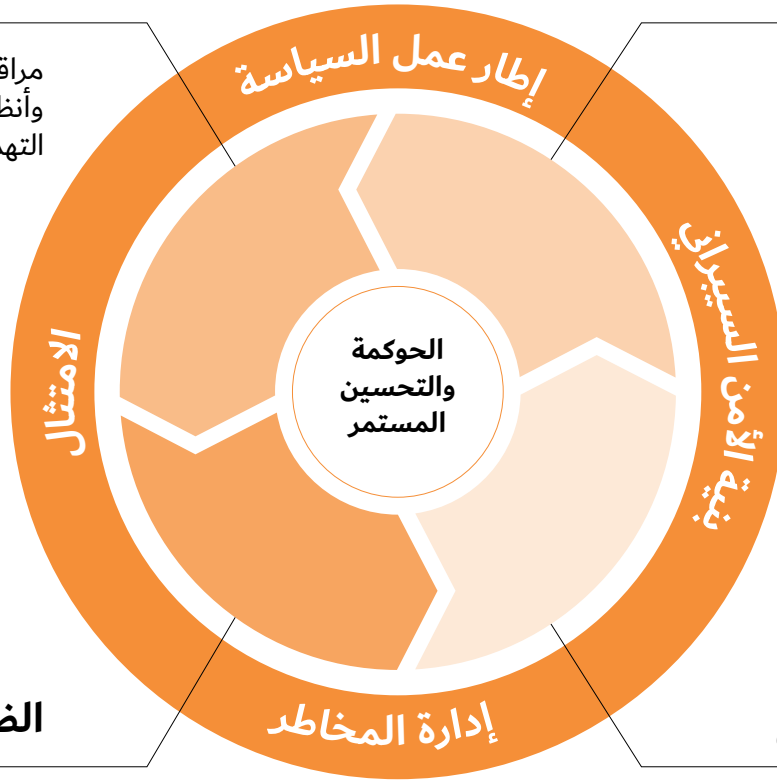 إطار عمل السياسة
بنية الأمن السيبراني
إدارة المخاطر
الامتثال
الحوكمة
والتحسين
المستمر